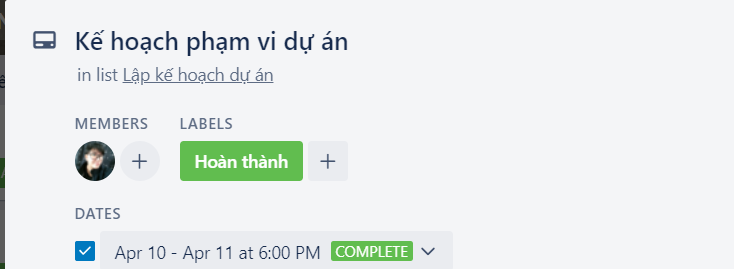 Kế hoạch phạm vi dự án
in list Lập kế hoạch dự án
MEMBERS LABELS
Hoàn thành
DATES
Apr 10 - Apr 11 at 6:00 PM COMPLETE